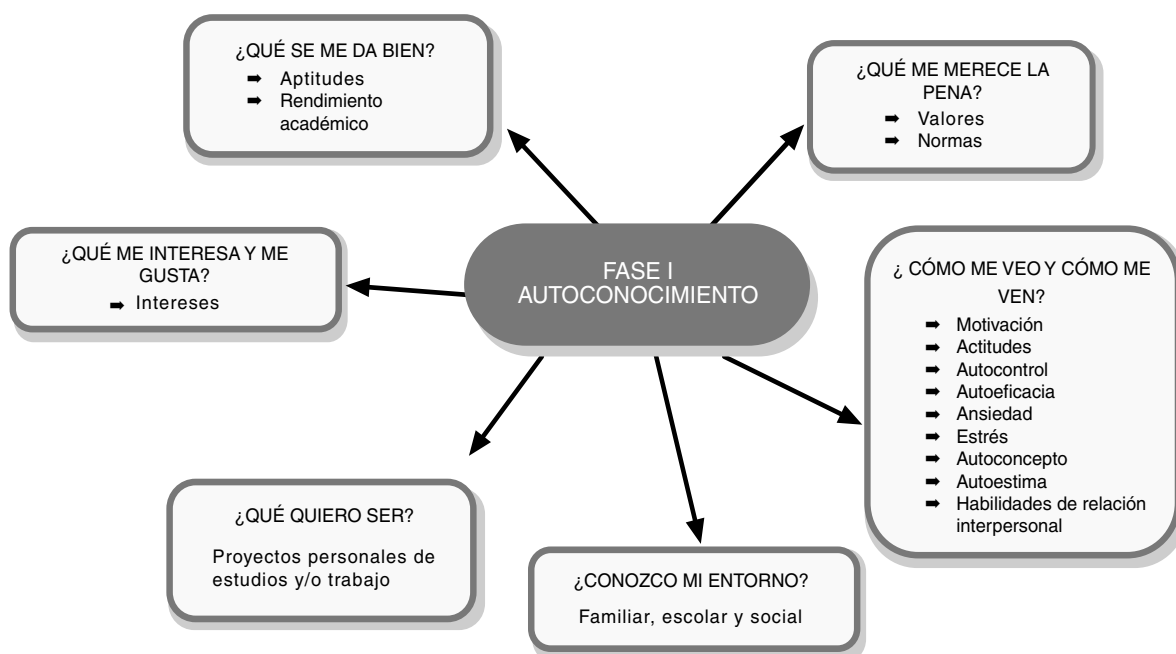 ¿QUÉ SE ME DA BIEN?
➡ Aptitudes
➡ Rendimiento
académico
¿QUÉ ME MERECE LA
PENA?
➡ Valores
➡ Normas
¿QUÉ ME INTERESA Y ME
GUSTA?
➡ Intereses
FASE I
AUTOCONOCIMIENTO
¿ CÓMO ME VEO Y CÓMO ME
VEN?
➡ Motivación
➡ Actitudes
➡ Autocontrol
➡ Autoeficacia
➡ Ansiedad
➡ Estrés
➡ Autoconcepto
➡ Autoestima
➡ Habilidades de relación
interpersonal
¿QUÉ QUIERO SER?
Proyectos personales de
estudios y/o trabajo
¿CONOZCO MI ENTORNO?
Familiar, escolar y social